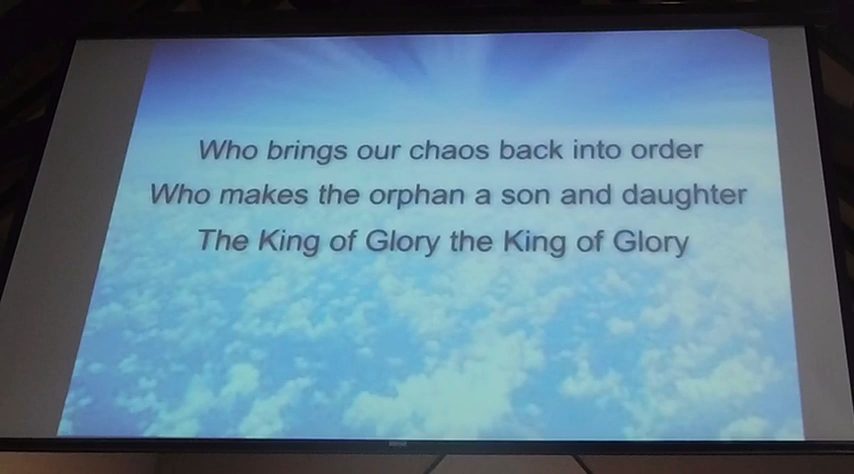 Who brings our chaos back into order
Who makes the orphan a son and daughter
The King of Glory the King of Glory